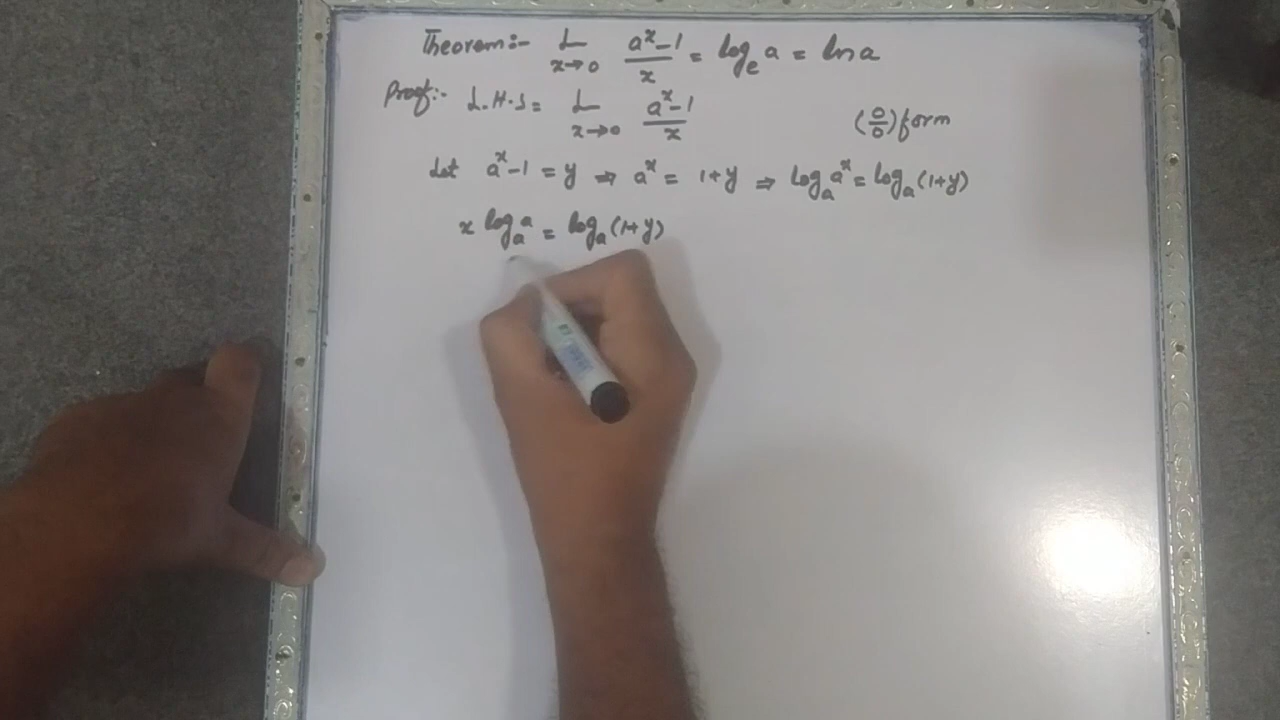 Theorem:- L x→0 a^x-1/x = log_e a = ln a
Proof:- L.H.S = L x→0 a^x-1/x (0/0) form
Let a^x-1 = y ⇒ a^x = 1+y ⇒ log_a a^x = log_a (1+y)
x log_a a = log_a (1+y)